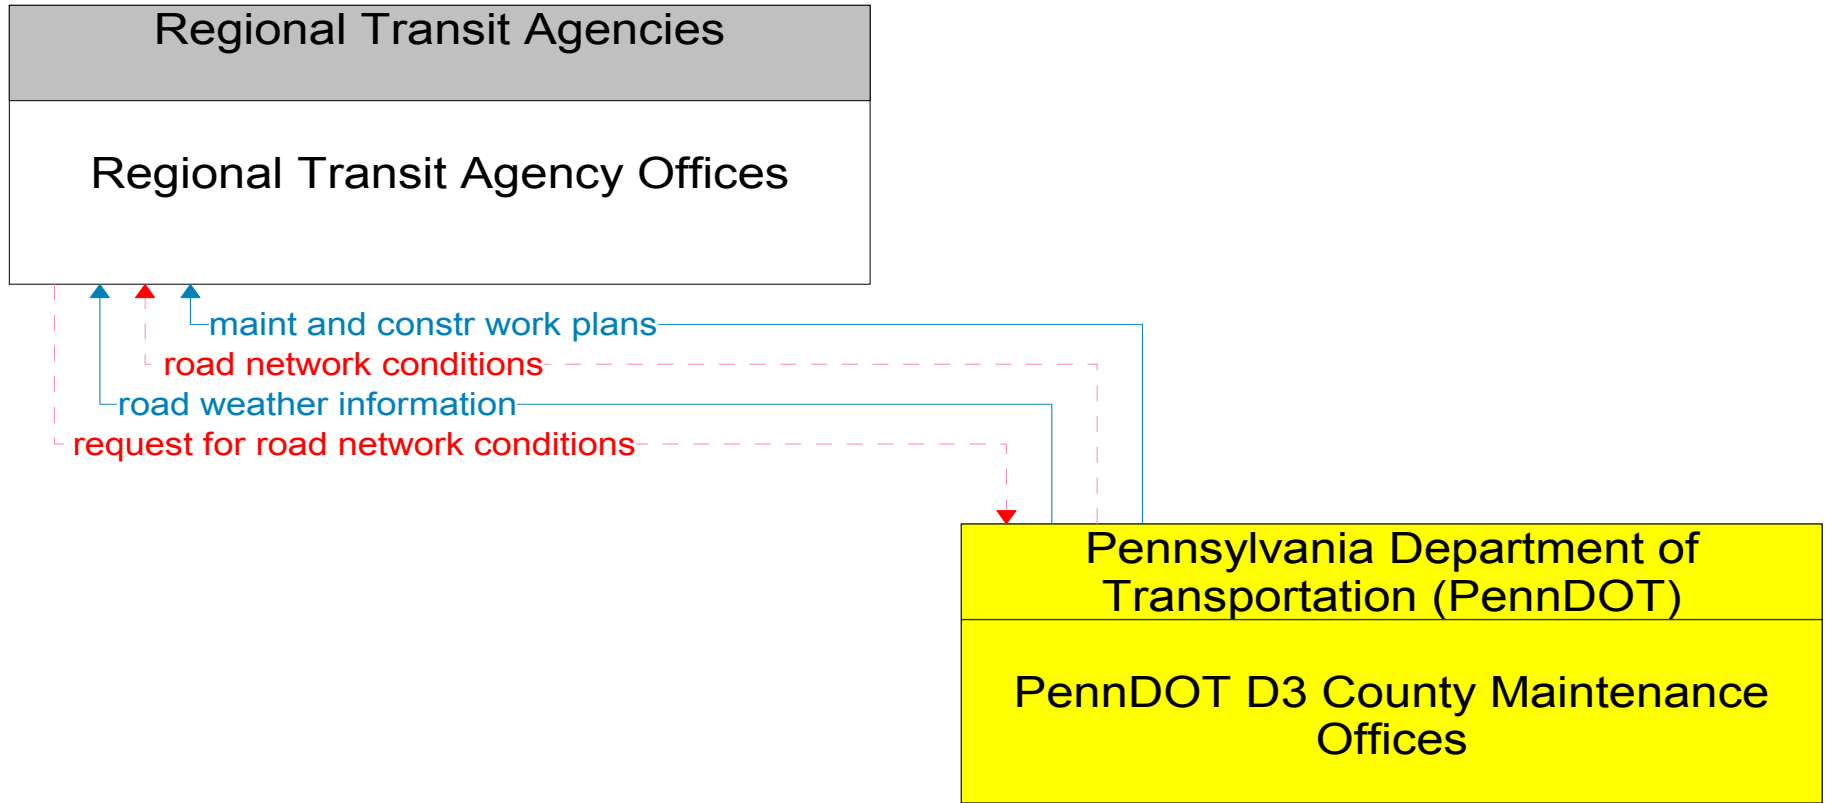 Regional Transit Agencies
Regional Transit Agency Offices
maint and constr work plans
road network conditions
road weather information
request for road network conditions
Pennsylvania Department of
Transportation (PennDOT)
PennDOT D3 County Maintenance
Offices